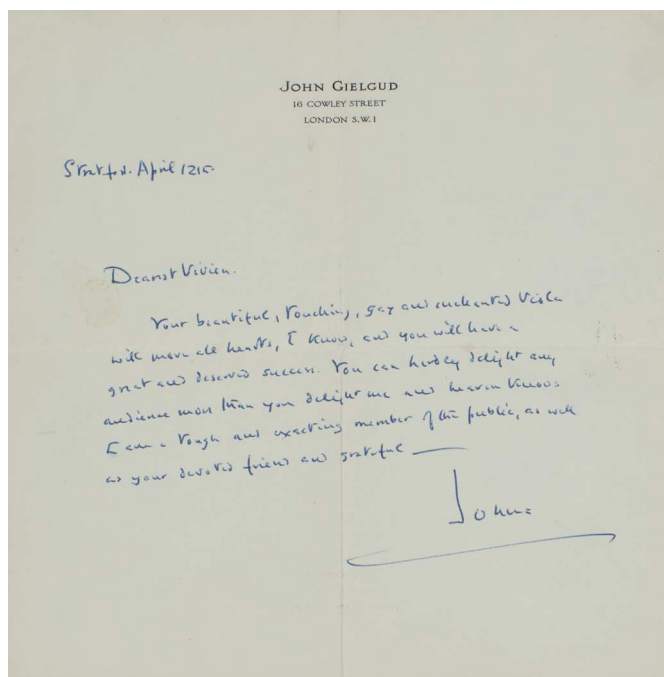 JOHN GIELGUD
16 COWLEY STREET
LONDON S.W.1
Stratford. April 12th.
Dearest Vivien.
Your beautiful, touching, gay and enchanted Viola
will move all hearts, I know, and you will have a
great and deserved success. You can hardly delight any
audience more than you delight me and heaven knows
I am a tough and exacting member of the public, as well
as your devoted friend and grateful —
John.